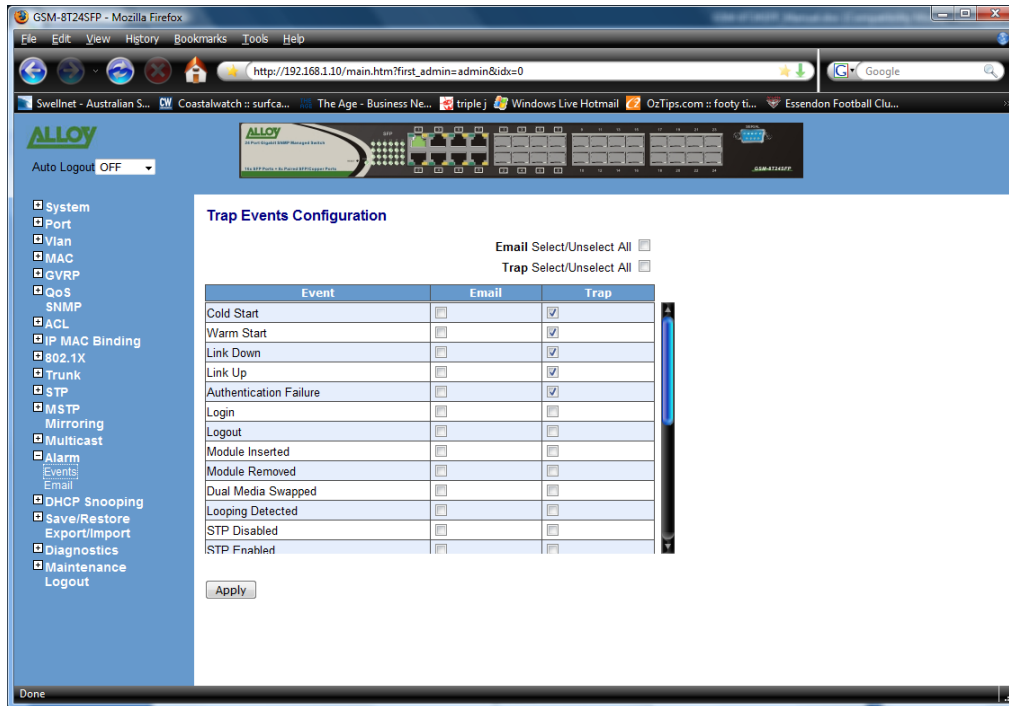 GSM-8T24SFP - Mozilla Firefox
File Edit View History Bookmarks Tools Help
http://192.168.1.10/main.htm?first_admin=admin&idx=0
Google
Swellnet - Australian S... CW Coastalwatch :: surfca... The Age - Business Ne... triple j Windows Live Hotmail OzTips.com :: footy ti... Essendon Football Clu...
ALLOY
Auto Logout OFF
ALLOY
SFP
SERIAL
GSM-8T24SFP
System
Port
Vlan
MAC
GVRP
QoS
SNMP
ACL
IP MAC Binding
802.1X
Trunk
STP
MSTP
Mirroring
Multicast
Alarm
Events
Email
DHCP Snooping
Save/Restore
Export/Import
Diagnostics
Maintenance
Logout
Trap Events Configuration
Email Select/Unselect All
Trap Select/Unselect All
Event Email Trap
Cold Start
Warm Start
Link Down
Link Up
Authentication Failure
Login
Logout
Module Inserted
Module Removed
Dual Media Swapped
Looping Detected
STP Disabled
STP Enabled
Apply
Done